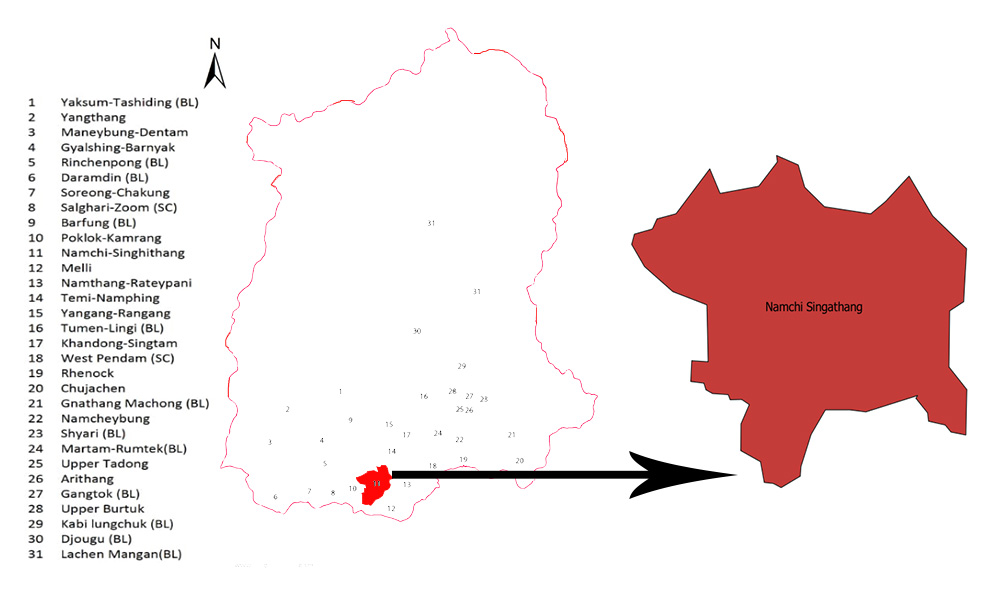 N
1 Yaksum-Tashiding (BL)
2 Yangthang
3 Maneybung-Dentam
4 Gyalshing-Barnyak
5 Rinchenpong (BL)
6 Daramdin (BL)
7 Soreong-Chakung
8 Salghari-Zoom (SC)
9 Barfung (BL)
10 Poklok-Kamrang
11 Namchi-Singhithang
12 Melli
13 Namthang-Rateypani
14 Temi-Namphing
15 Yangang-Rangang
16 Tumen-Lingi (BL)
17 Khandong-Singtam
18 West Pendam (SC)
19 Rhenock
20 Chujachen
21 Gnathang Machong (BL)
22 Namcheybung
23 Shyari (BL)
24 Martam-Rumtek(BL)
25 Upper Tadong
26 Arithang
27 Gangtok (BL)
28 Upper Burtuk
29 Kabi lungchuk (BL)
30 Djougu (BL)
31 Lachen Mangan(BL)
31
31
30
29
1 16 28 27 23
2 25 26
9 15
3 4 17 24 22 21
14
5 18 19 20
6 7 8 10 11 13
12
Namchi Singathang